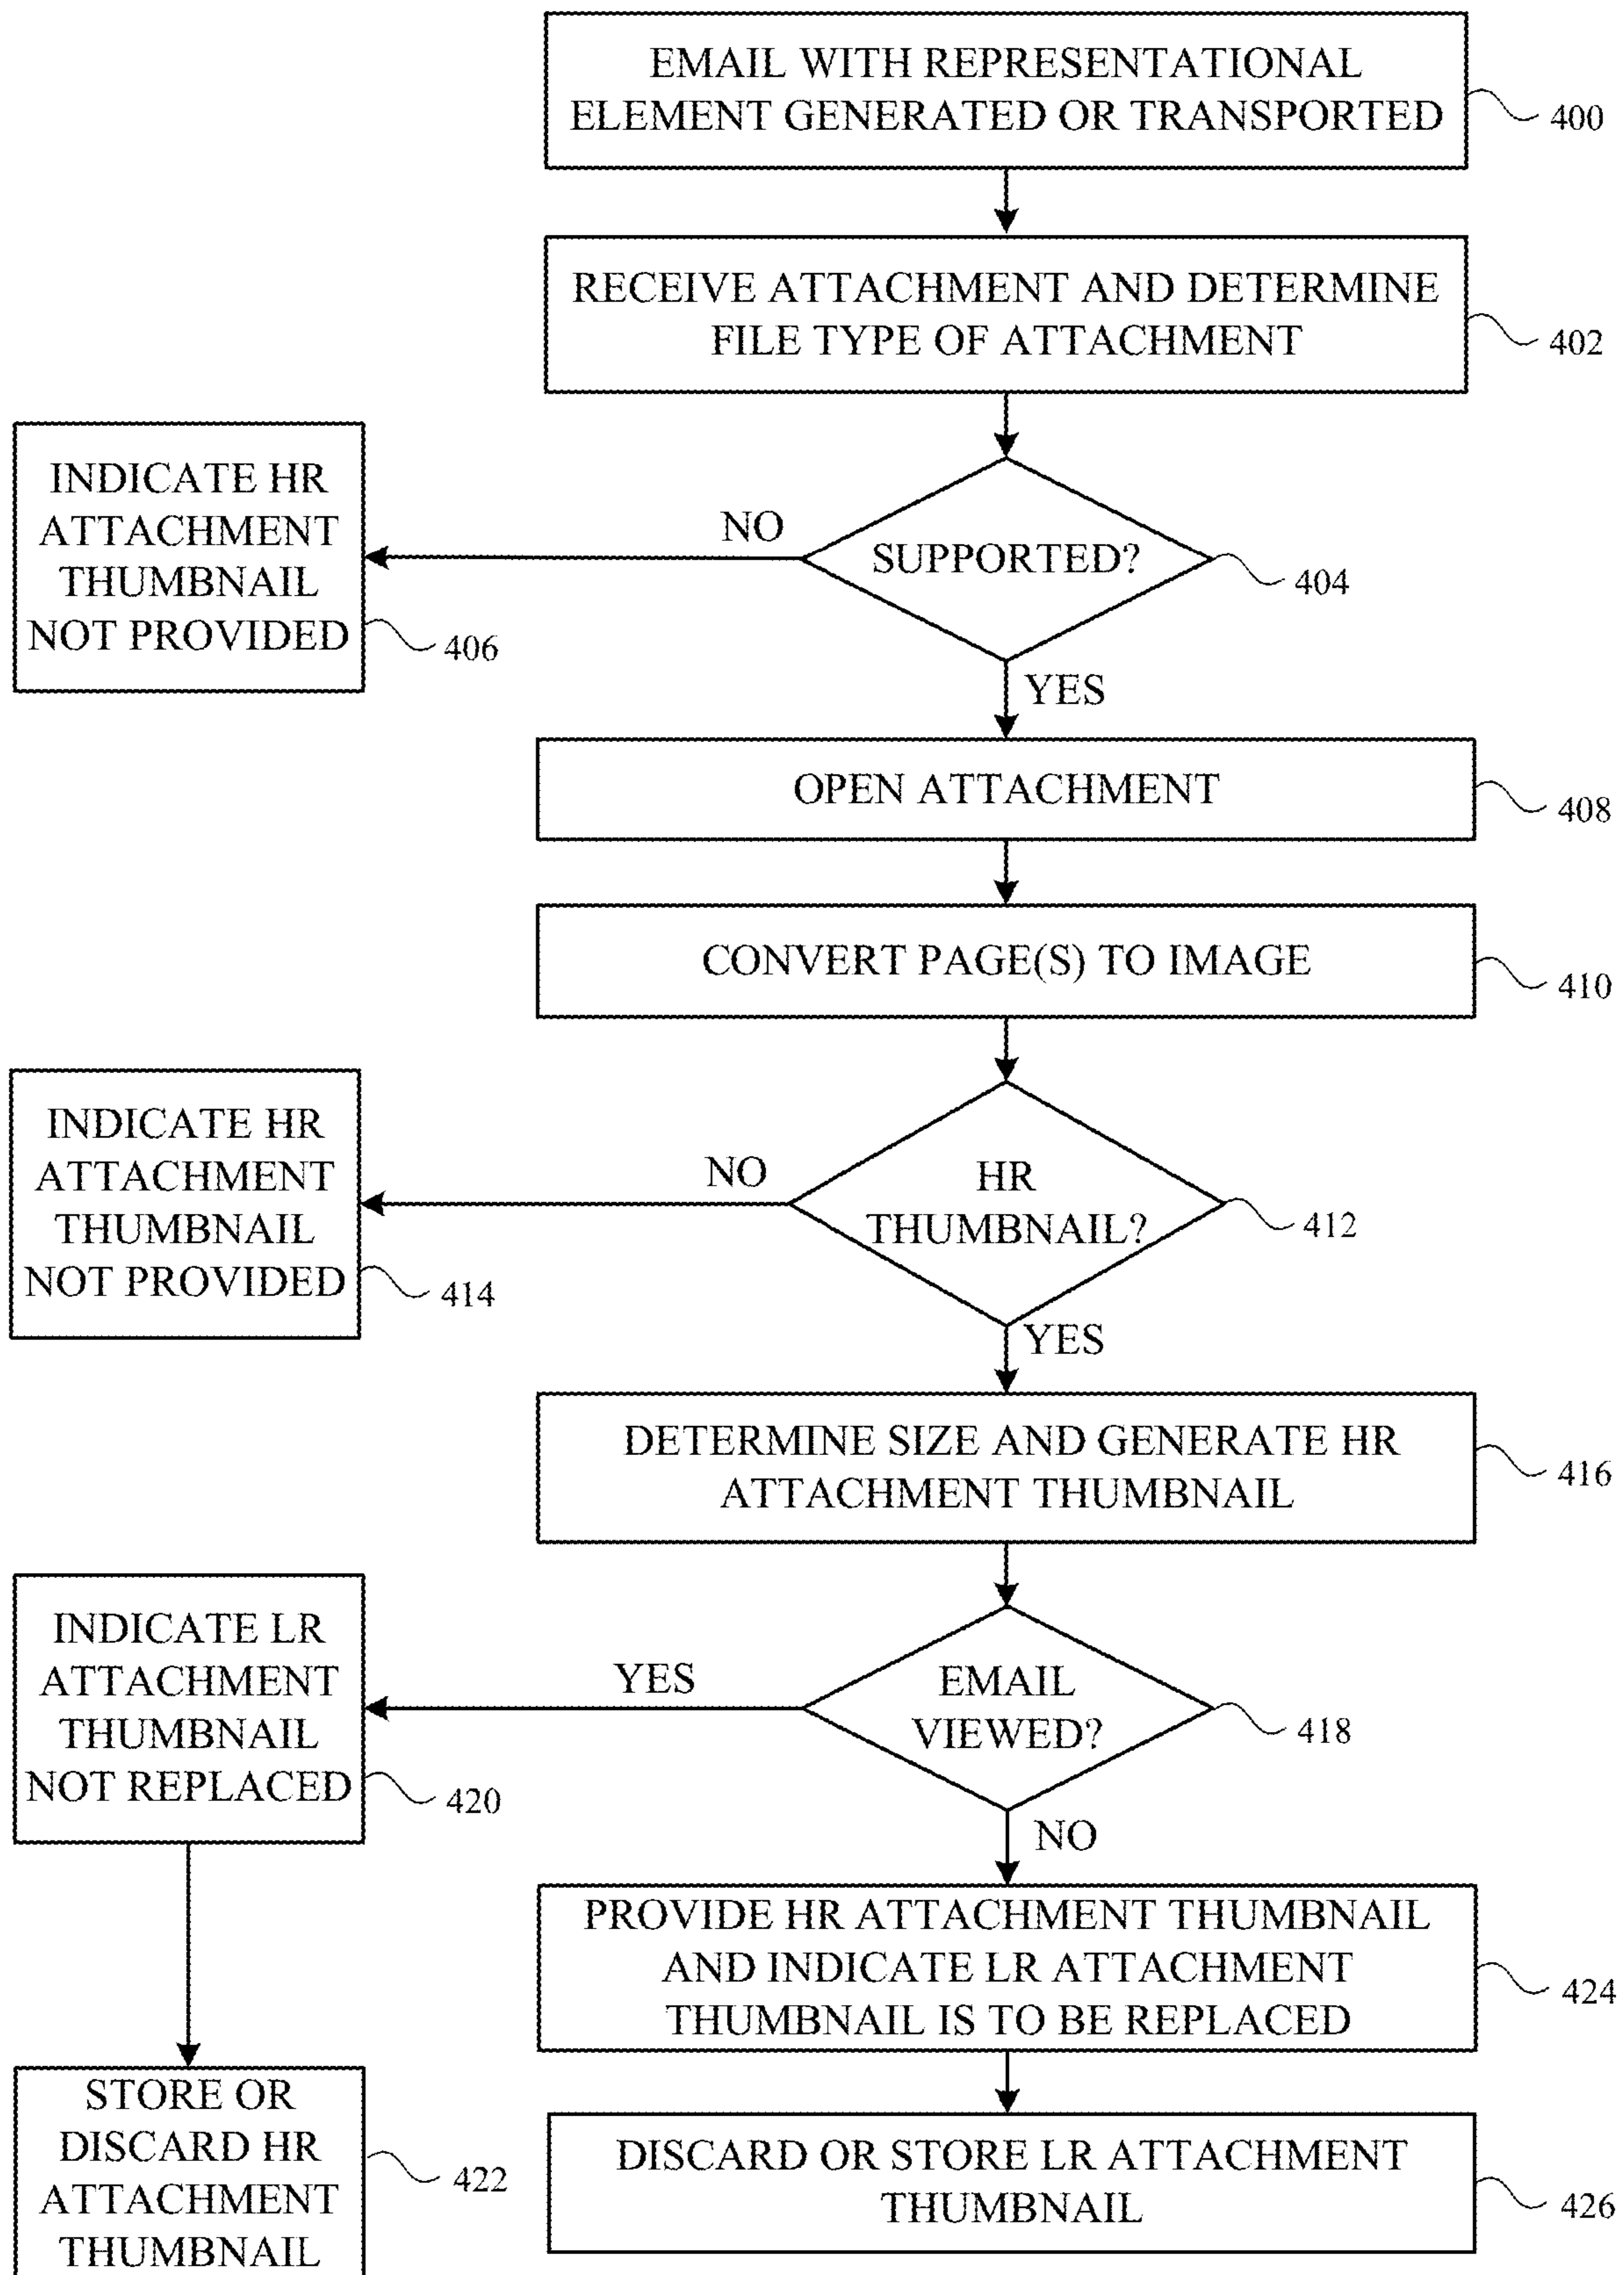 EMAIL WITH REPRESENTATIONAL
ELEMENT GENERATED OR TRANSPORTED
400
RECEIVE ATTACHMENT AND DETERMINE
FILE TYPE OF ATTACHMENT
402
SUPPORTED?
404
NO
INDICATE HR
ATTACHMENT
THUMBNAIL
NOT PROVIDED
406
YES
OPEN ATTACHMENT
408
CONVERT PAGE(S) TO IMAGE
410
HR
THUMBNAIL?
412
NO
INDICATE HR
ATTACHMENT
THUMBNAIL
NOT PROVIDED
414
YES
DETERMINE SIZE AND GENERATE HR
ATTACHMENT THUMBNAIL
416
EMAIL
VIEWED?
418
YES
INDICATE LR
ATTACHMENT
THUMBNAIL
NOT REPLACED
420
STORE OR
DISCARD HR
ATTACHMENT
THUMBNAIL
422
NO
PROVIDE HR ATTACHMENT THUMBNAIL
AND INDICATE LR ATTACHMENT
THUMBNAIL IS TO BE REPLACED
424
DISCARD OR STORE LR ATTACHMENT
THUMBNAIL
426